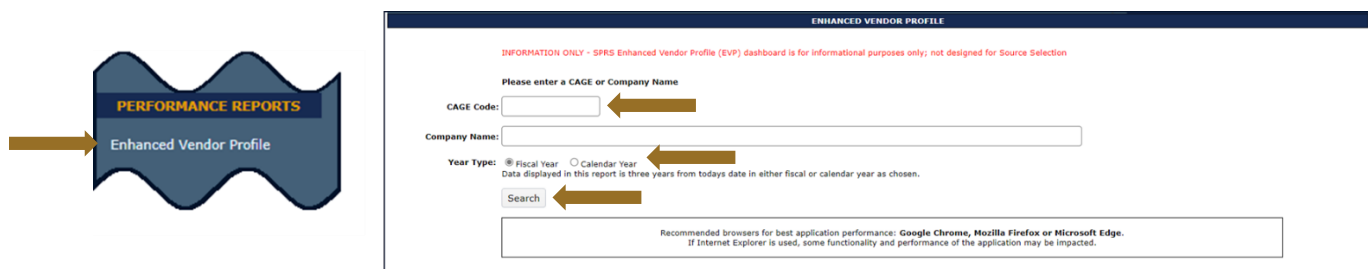 PERFORMANCE REPORTS
Enhanced Vendor Profile
ENHANCED VENDOR PROFILE
INFORMATION ONLY - SPRS Enhanced Vendor Profile (EVP) dashboard is for informational purposes only; not designed for Source Selection
Please enter a CAGE or Company Name
CAGE Code:
Company Name:
Year Type: Fiscal Year Calendar Year
Data displayed in this report is three years from todays date in either fiscal or calendar year as chosen.
Search
Recommended browsers for best application performance: Google Chrome, Mozilla Firefox or Microsoft Edge.
If Internet Explorer is used, some functionality and performance of the application may be impacted.